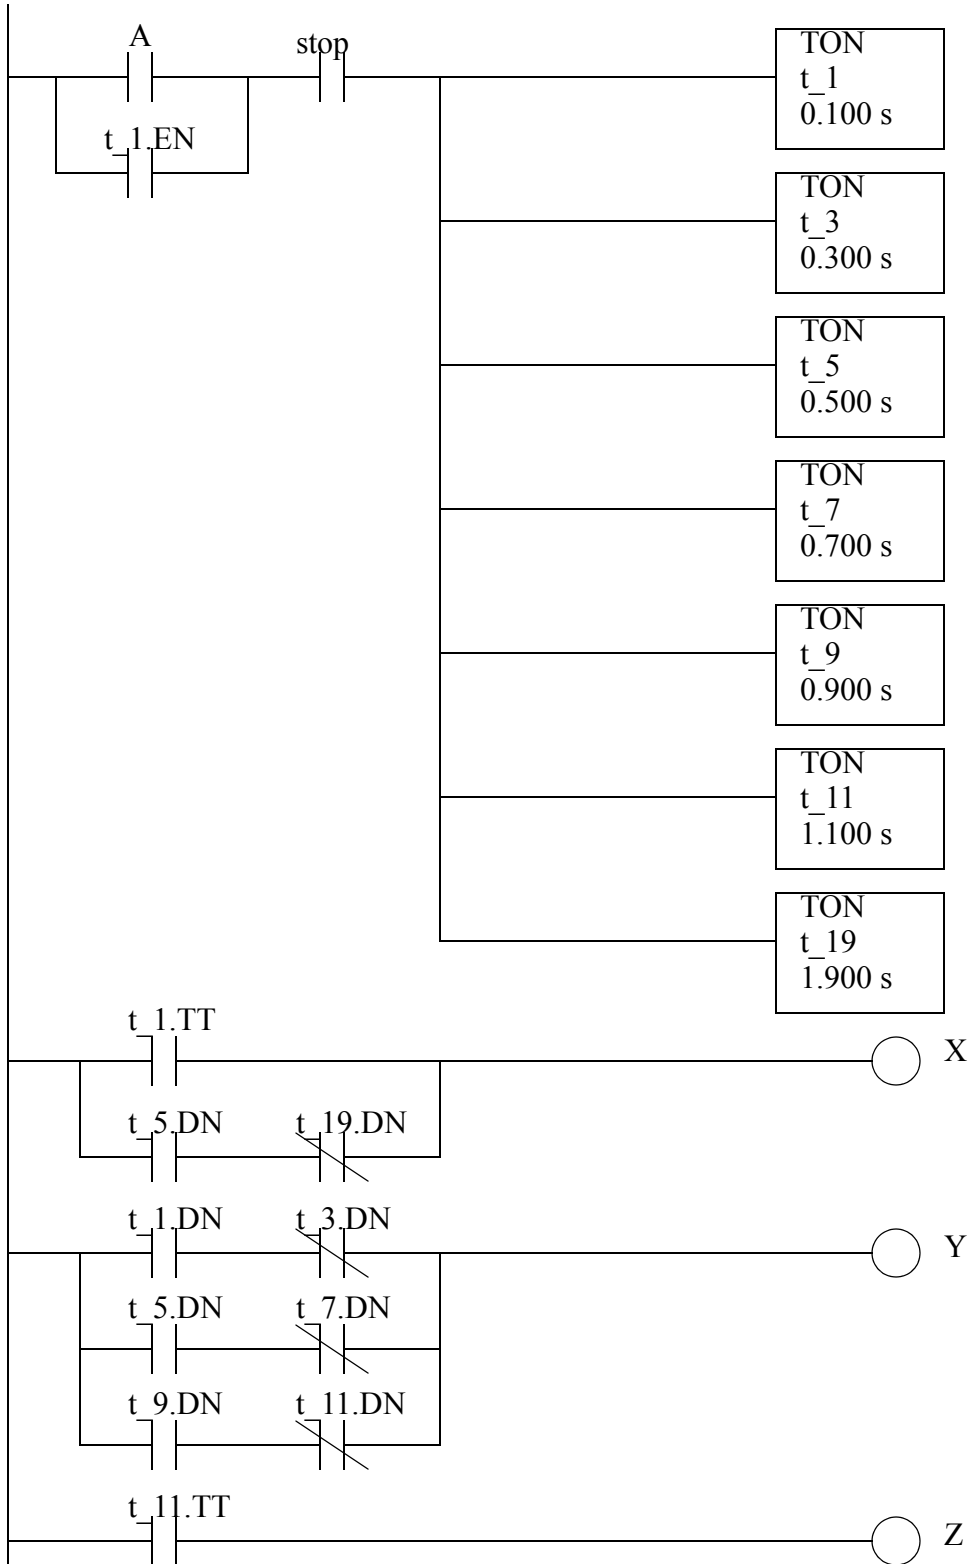 A
stop
TON
t_1
0.100 s
t_1.EN
TON
t_3
0.300 s
TON
t_5
0.500 s
TON
t_7
0.700 s
TON
t_9
0.900 s
TON
t_11
1.100 s
TON
t_19
1.900 s
t_1.TT
X
t_5.DN t_19.DN
t_1.DN t_3.DN
Y
t_5.DN t_7.DN
t_9.DN t_11.DN
t_11.TT
Z